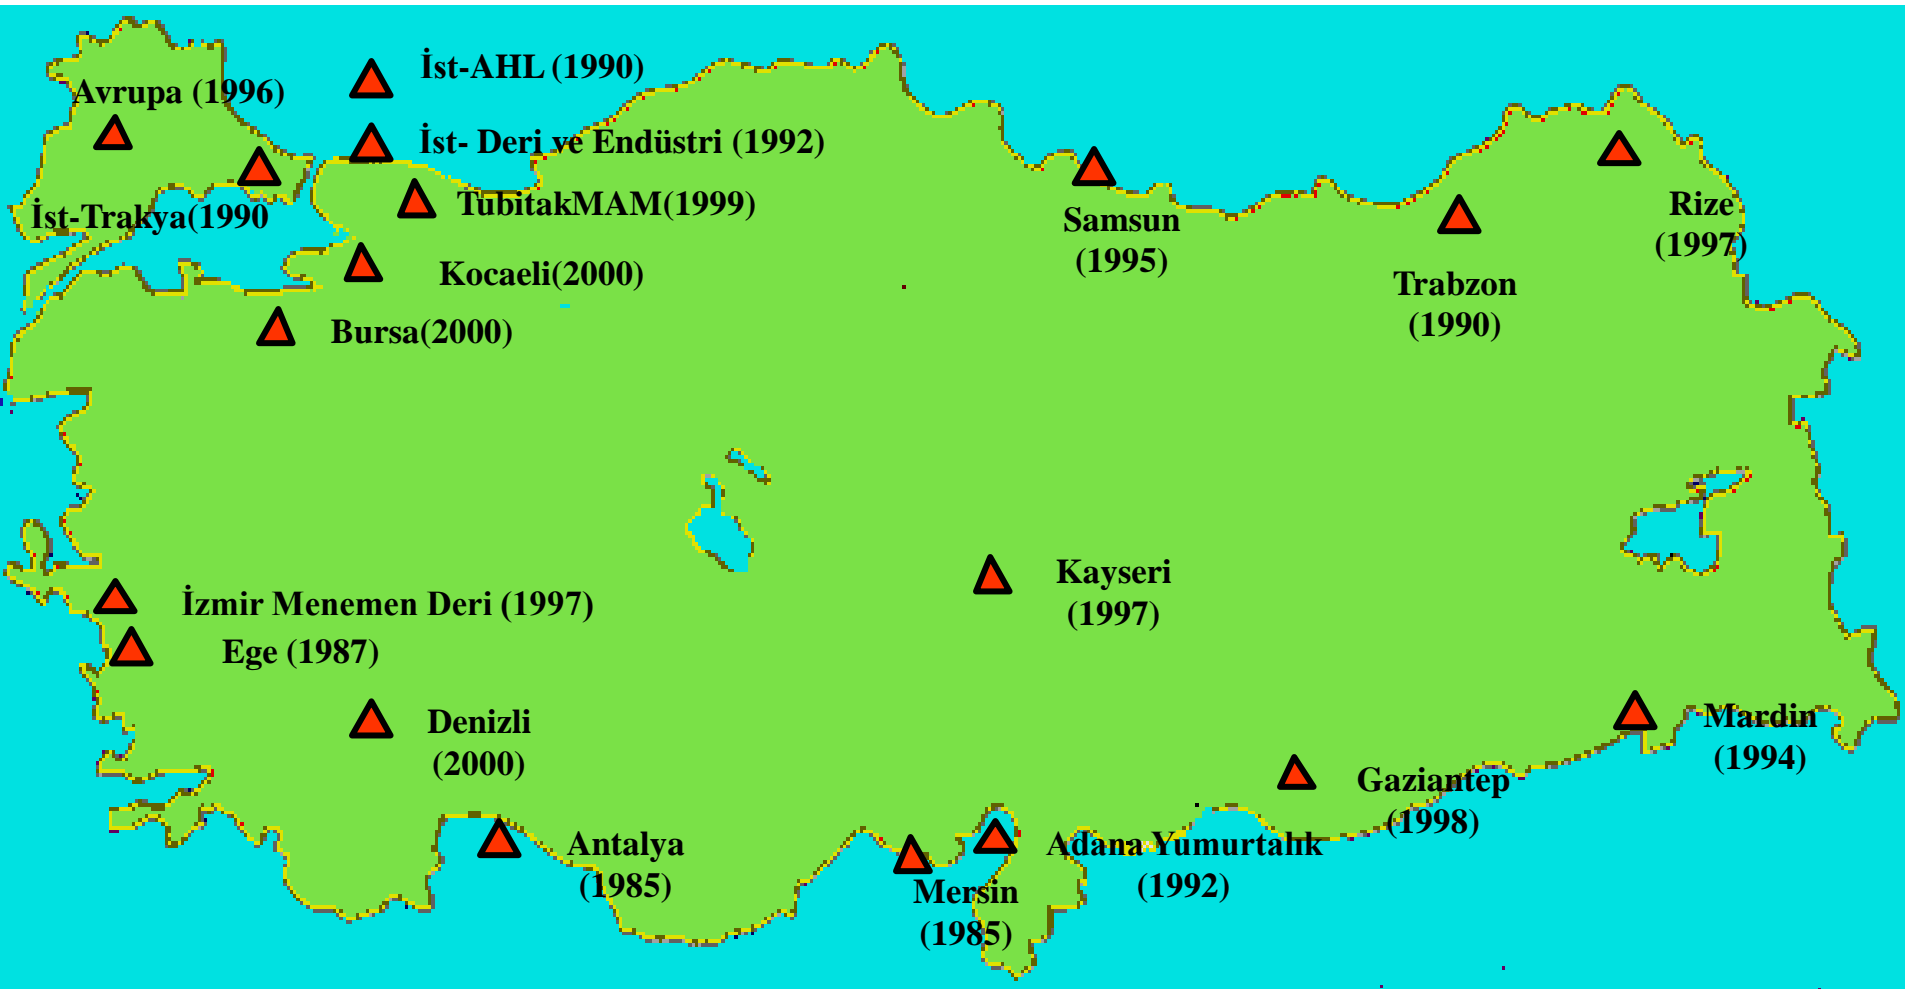 İst-AHL (1990)
Avrupa (1996)
İst- Deri ve Endüstri (1992)
TubitakMAM(1999)
İst-Trakya(1990
Samsun
(1995)
Rize
(1997)
Kocaeli(2000)
Trabzon
(1990)
Bursa(2000)
Kayseri
(1997)
İzmir Menemen Deri (1997)
Ege (1987)
Denizli
(2000)
Mardin
(1994)
Gaziantep
(1998)
Antalya
(1985)
Adana Yumurtalık
(1992)
Mersin
(1985)